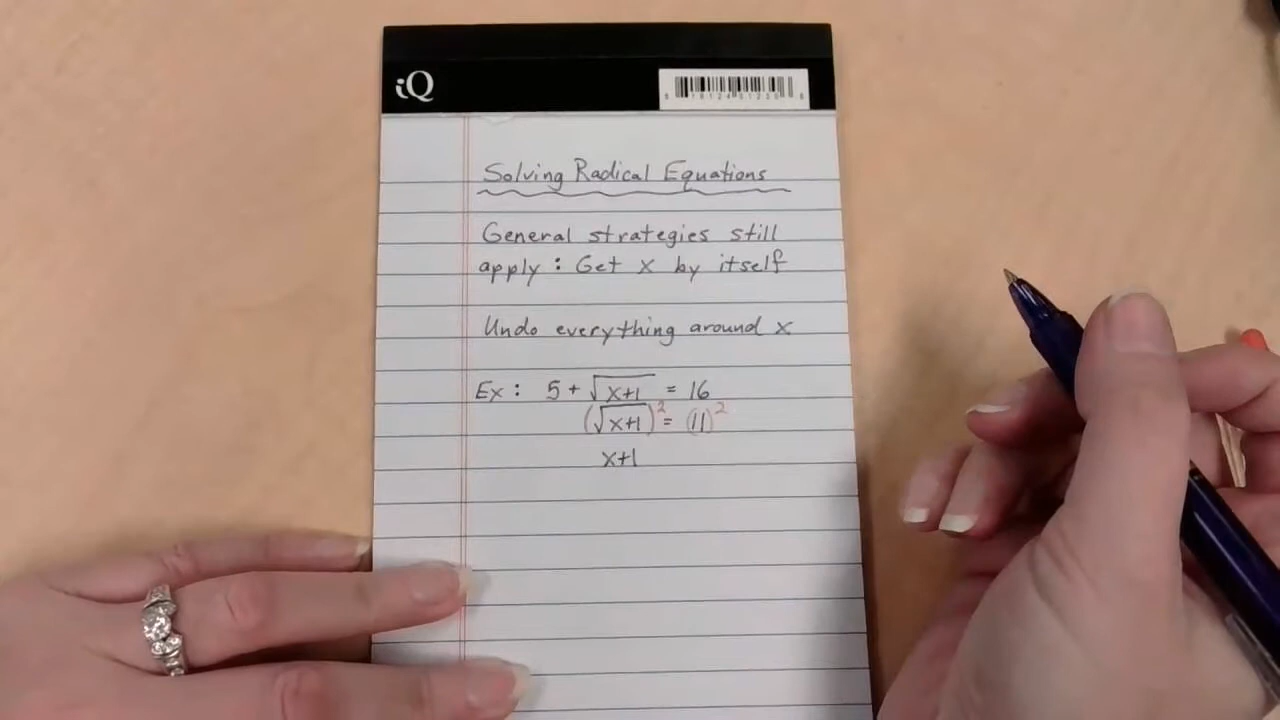 iQ
Solving Radical Equations
General strategies still
apply : Get x by itself
Undo everything around x
Ex : 5 + √x+1 = 16
(√x+1)² = (11)²
x+1